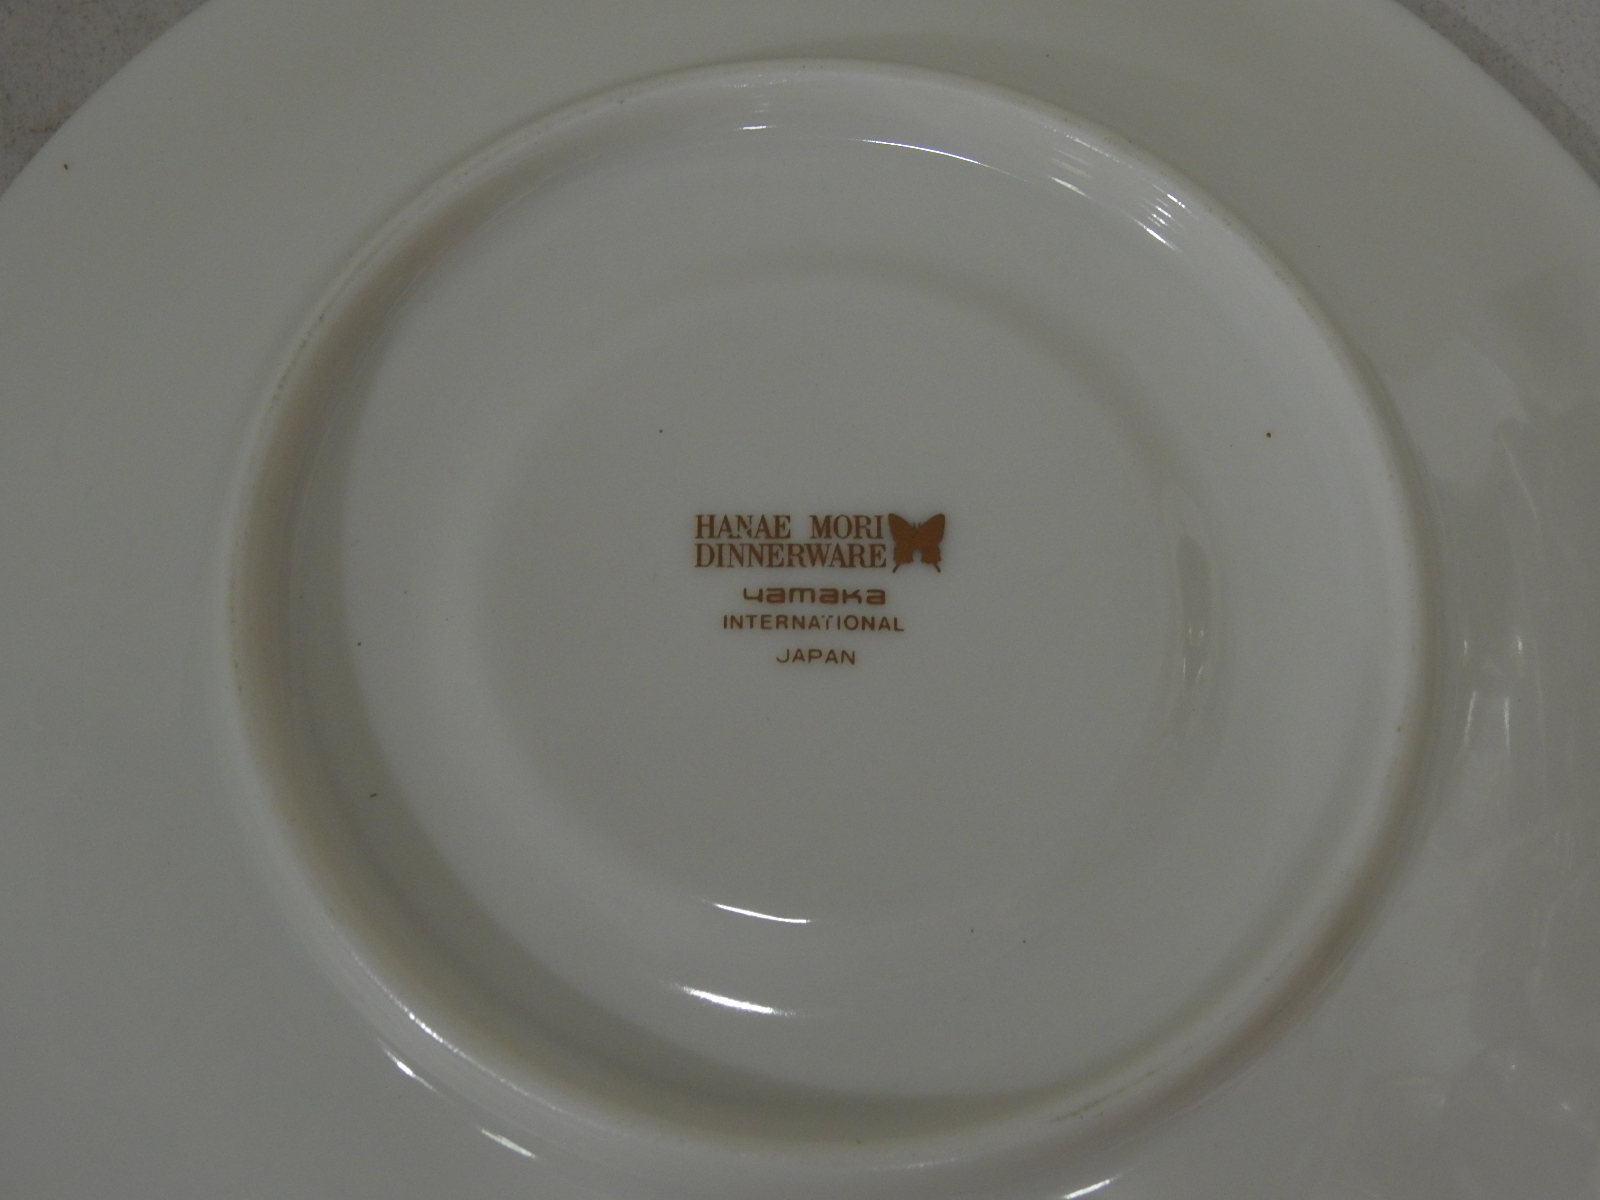 HANAE MORI
DINNERWARE
yamaka
INTERNATIONAL
JAPAN